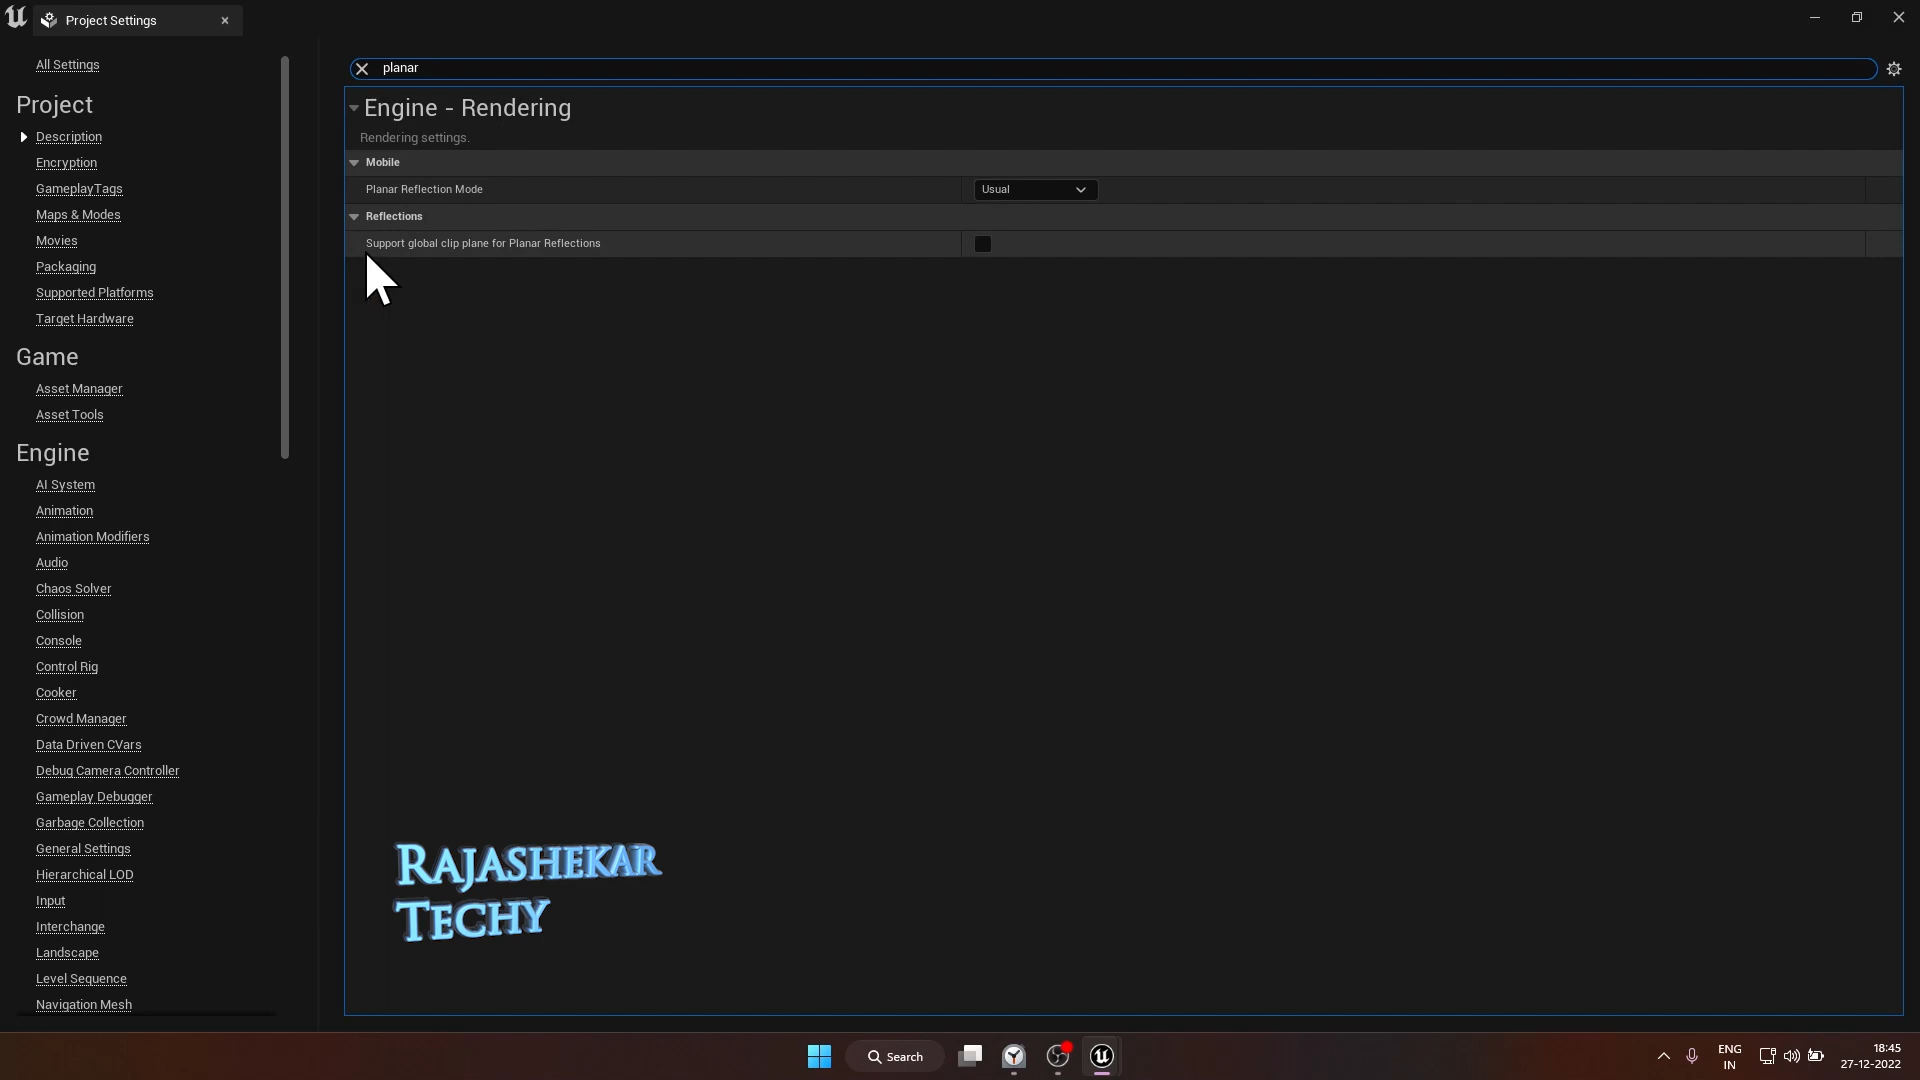 Project Settings
All Settings
Project
Description
Encryption
GameplayTags
Maps & Modes
Movies
Packaging
Supported Platforms
Target Hardware
Game
Asset Manager
Asset Tools
Engine
AI System
Animation
Animation Modifiers
Audio
Chaos Solver
Collision
Console
Control Rig
Cooker
Crowd Manager
Data Driven CVars
Debug Camera Controller
Gameplay Debugger
Garbage Collection
General Settings
Hierarchical LOD
Input
Interchange
Landscape
Level Sequence
Navigation Mesh
planar
Engine - Rendering
Rendering settings.
Mobile
Planar Reflection Mode
Usual
Reflections
Support global clip plane for Planar Reflections
RAJASHEKAR
TECHY
Search
ENG
IN
18:45
27-12-2022